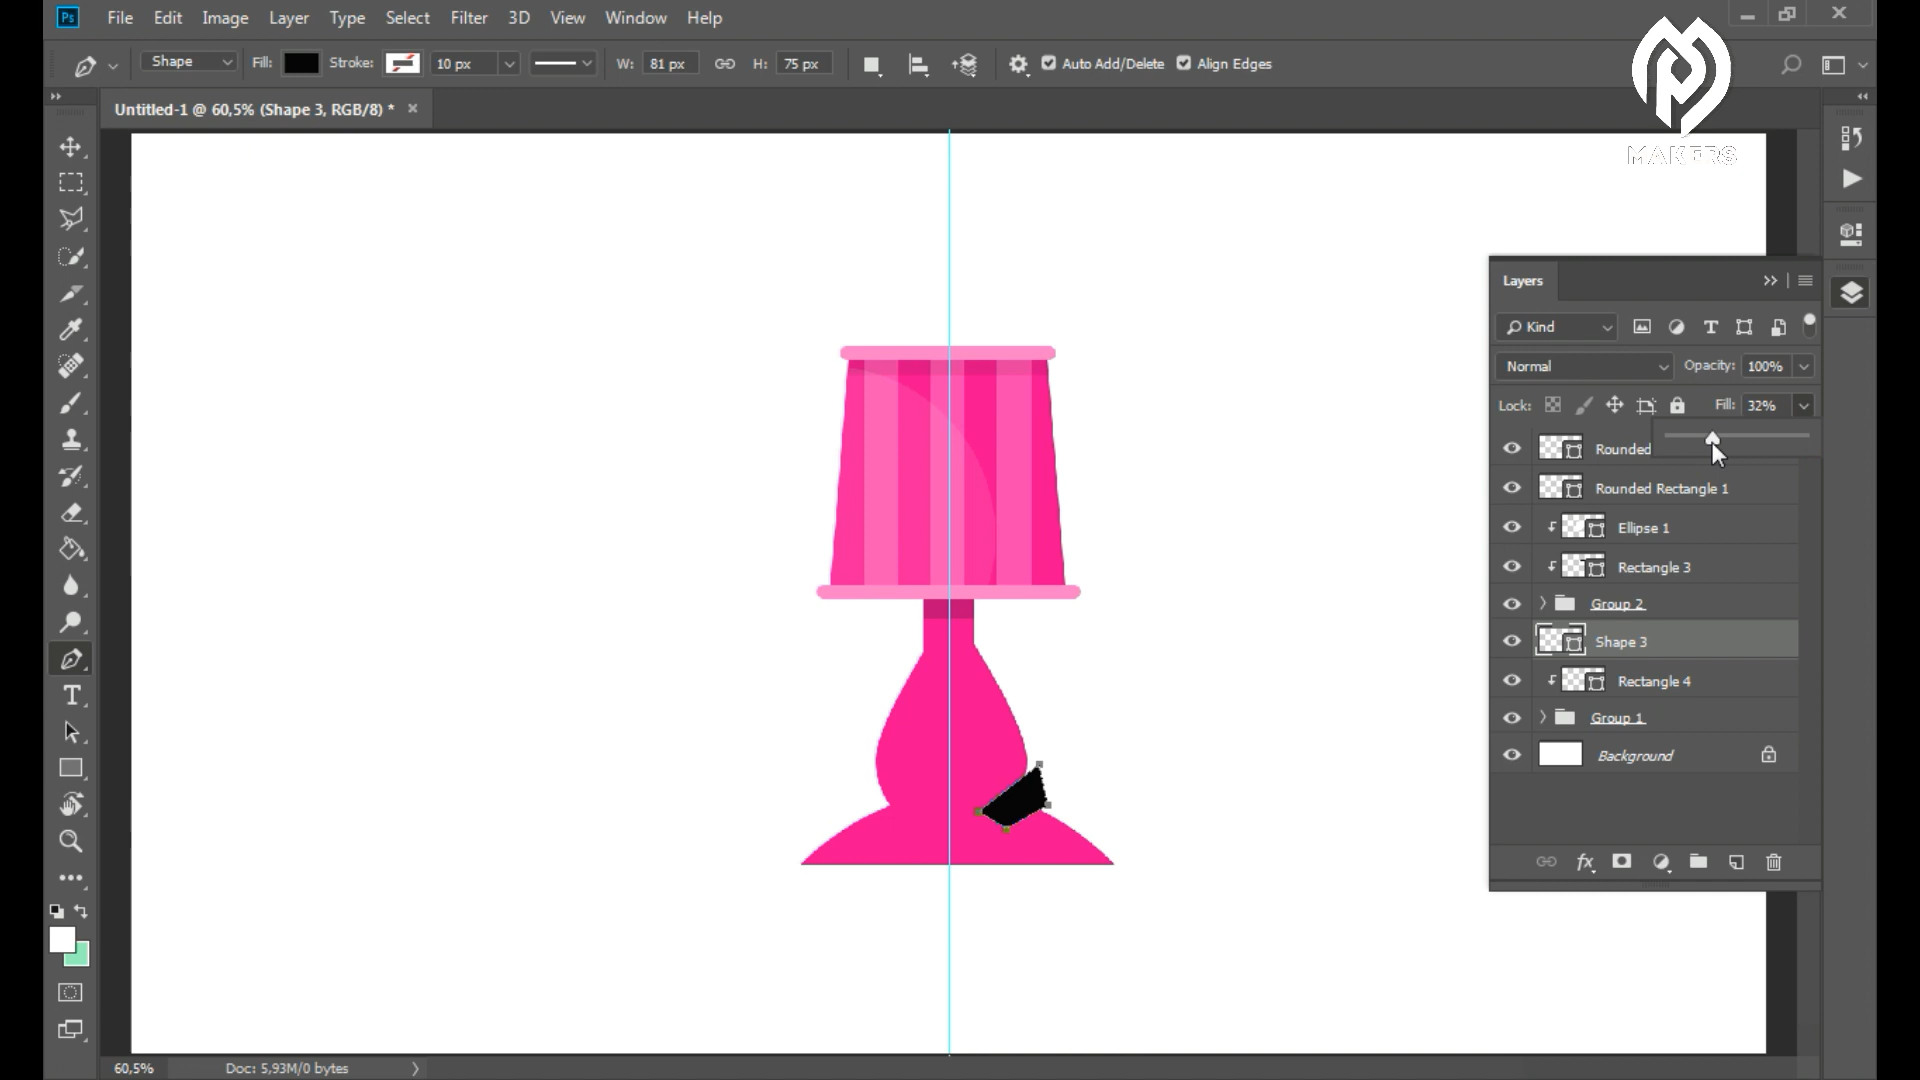 Ps File Edit Image Layer Type Select Filter 3D View Window Help
Shape Fill: Stroke: 10 px W: 81 px H: 75 px Auto Add/Delete Align Edges
MAKERS
Untitled-1 @ 60,5% (Shape 3, RGB/8) *
Layers
Kind
Normal Opacity: 100%
Lock: Fill: 32%
Rounded
Rounded Rectangle 1
Ellipse 1
Rectangle 3
Group 2
Shape 3
Rectangle 4
Group 1
Background
fx
60,5% Doc: 5,93M/0 bytes